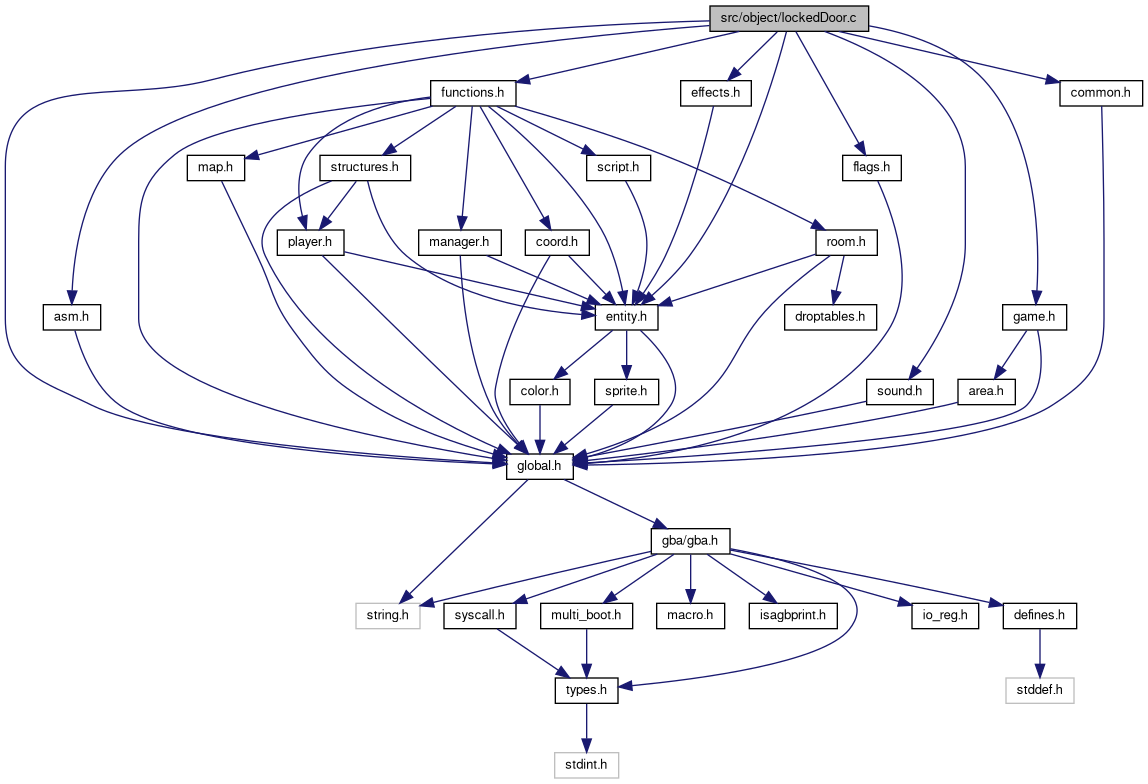 src/object/lockedDoor.c
functions.h
effects.h
common.h
map.h
structures.h
script.h
flags.h
player.h
manager.h
coord.h
room.h
asm.h
entity.h
droptables.h
game.h
color.h
sprite.h
sound.h
area.h
global.h
gba/gba.h
string.h
syscall.h
multi_boot.h
macro.h
isagbprint.h
io_reg.h
defines.h
types.h
stddef.h
stdint.h